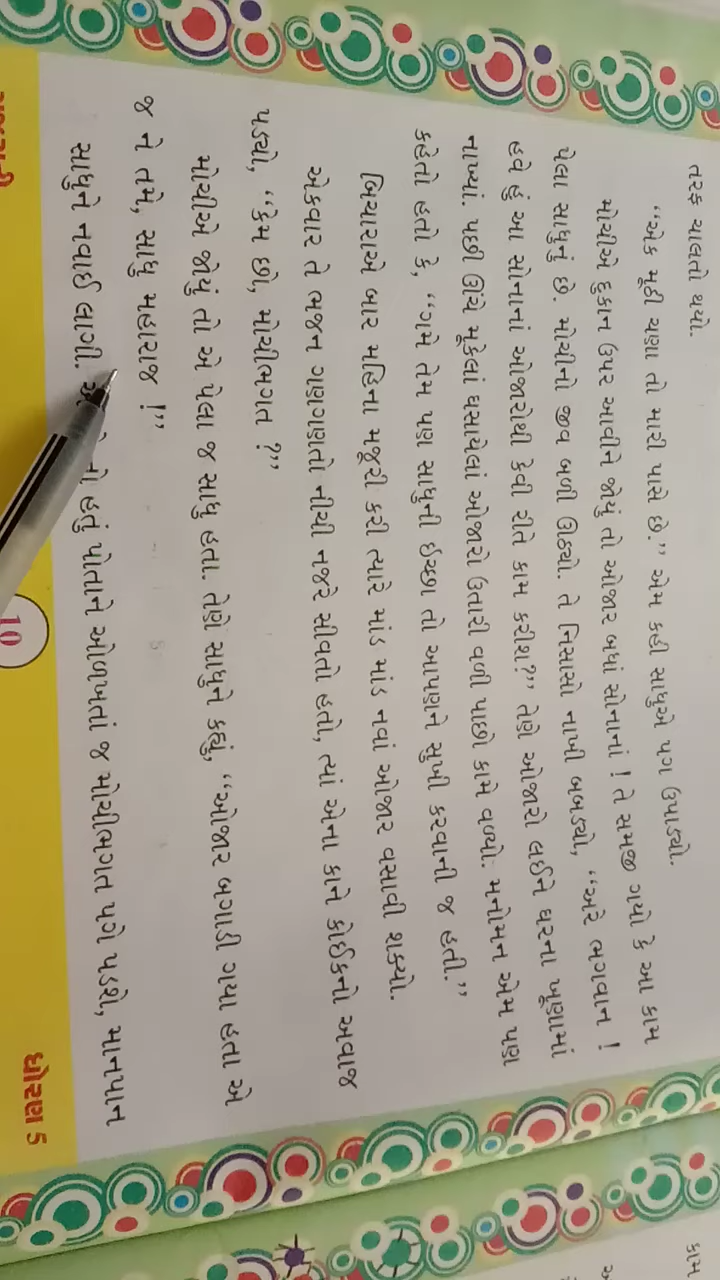 તરફ ચાલતો થયો.
“એક મૂઠી ચણા તો મારી પાસે છે.” એમ કહી સાધુએ પગ ઉપાડ્યો.
મોચીએ દુકાન ઉપર આવીને જોયું તો ઓજાર બધાં સોનાનાં ! તે સમજી ગયો કે આ કામ
પેલા સાધુનું છે. મોચીનો જીવ બળી ઊઠ્યો. તે નિસાસો નાખી બબડ્યો, “અરે ભગવાન !
હવે હું આ સોનાનાં ઓજારોથી કેવી રીતે કામ કરીશ?” તેણે ઓજારો લઈને ઘરના ખૂણામાં
નાખ્યાં. પછી ઊંચે મૂકેલાં ઘસાયેલાં ઓજારો ઉતારી વળી પાછો કામે વળ્યો. મનોમન એમ પણ
કહેતો હતો કે, “ગમે તેમ પણ સાધુની ઈચ્છા તો આપણને સુખી કરવાની જ હતી.”
બિચારાએ બાર મહિના મજૂરી કરી ત્યારે માંડ માંડ નવાં ઓજાર વસાવી શક્યો.
એકવાર તે ભજન ગણગણતો નીચી નજરે સીવતો હતો, ત્યાં એના કાને કોઈકનો અવાજ
પડ્યો, “કેમ છો, મોચીભગત ?”
મોચીએ જોયું તો એ પેલા જ સાધુ હતા. તેણે સાધુને કહ્યું, “ઓજાર બગાડી ગયા હતા એ
જ ને તમે, સાધુ મહારાજ !”
સાધુને નવાઈ લાગી. હતું પોતાને ઓળખતાં જ મોચીભગત પગે પડશે, માનપાન
10
ધોરણ 5
કામ